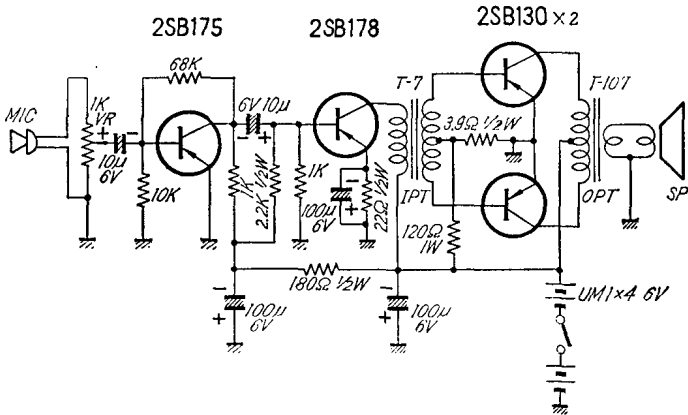 2SB175
2SB178
2SB130×2
68K
MIC
1K
VR
+
-
10μ
6V
10K
6V 10μ
-
+
1K
2.2K ½W
1K
-
100μ
6V
+
22Ω ½W
T-7
IPT
3.9Ω ½W
120Ω
1W
T-107
OPT
SP
180Ω ½W
-
+
100μ
6V
-
+
100μ
6V
UM1×4 6V